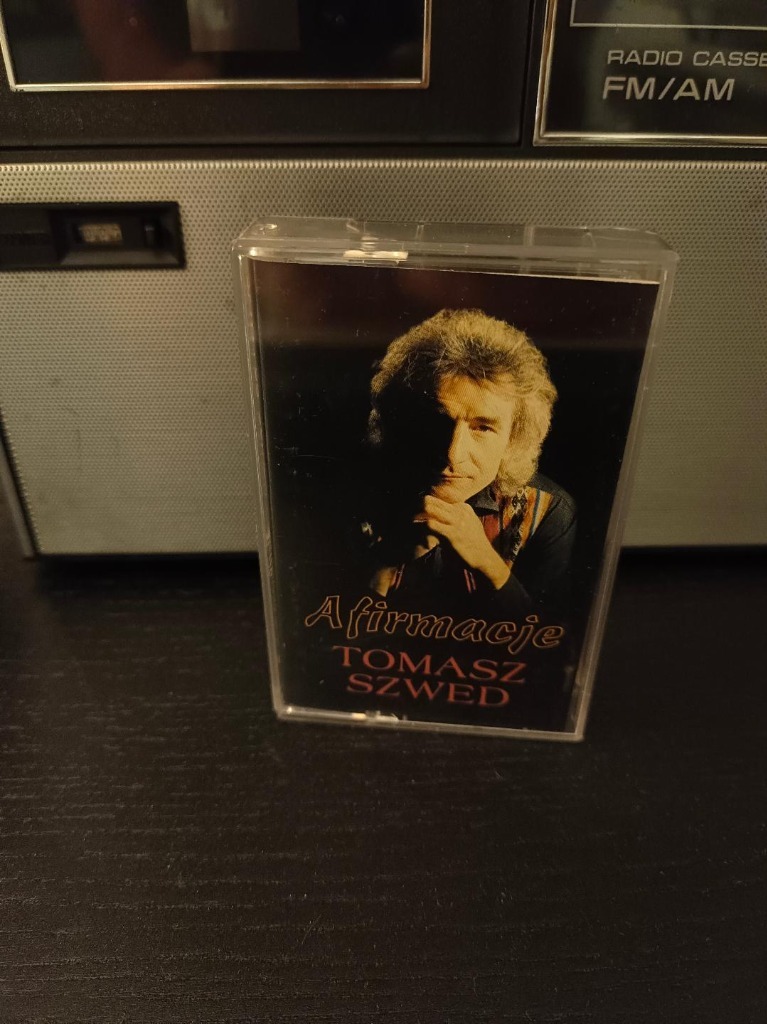 RADIO CASSE
FM/AM
Afirmacje
TOMASZ
SZWED